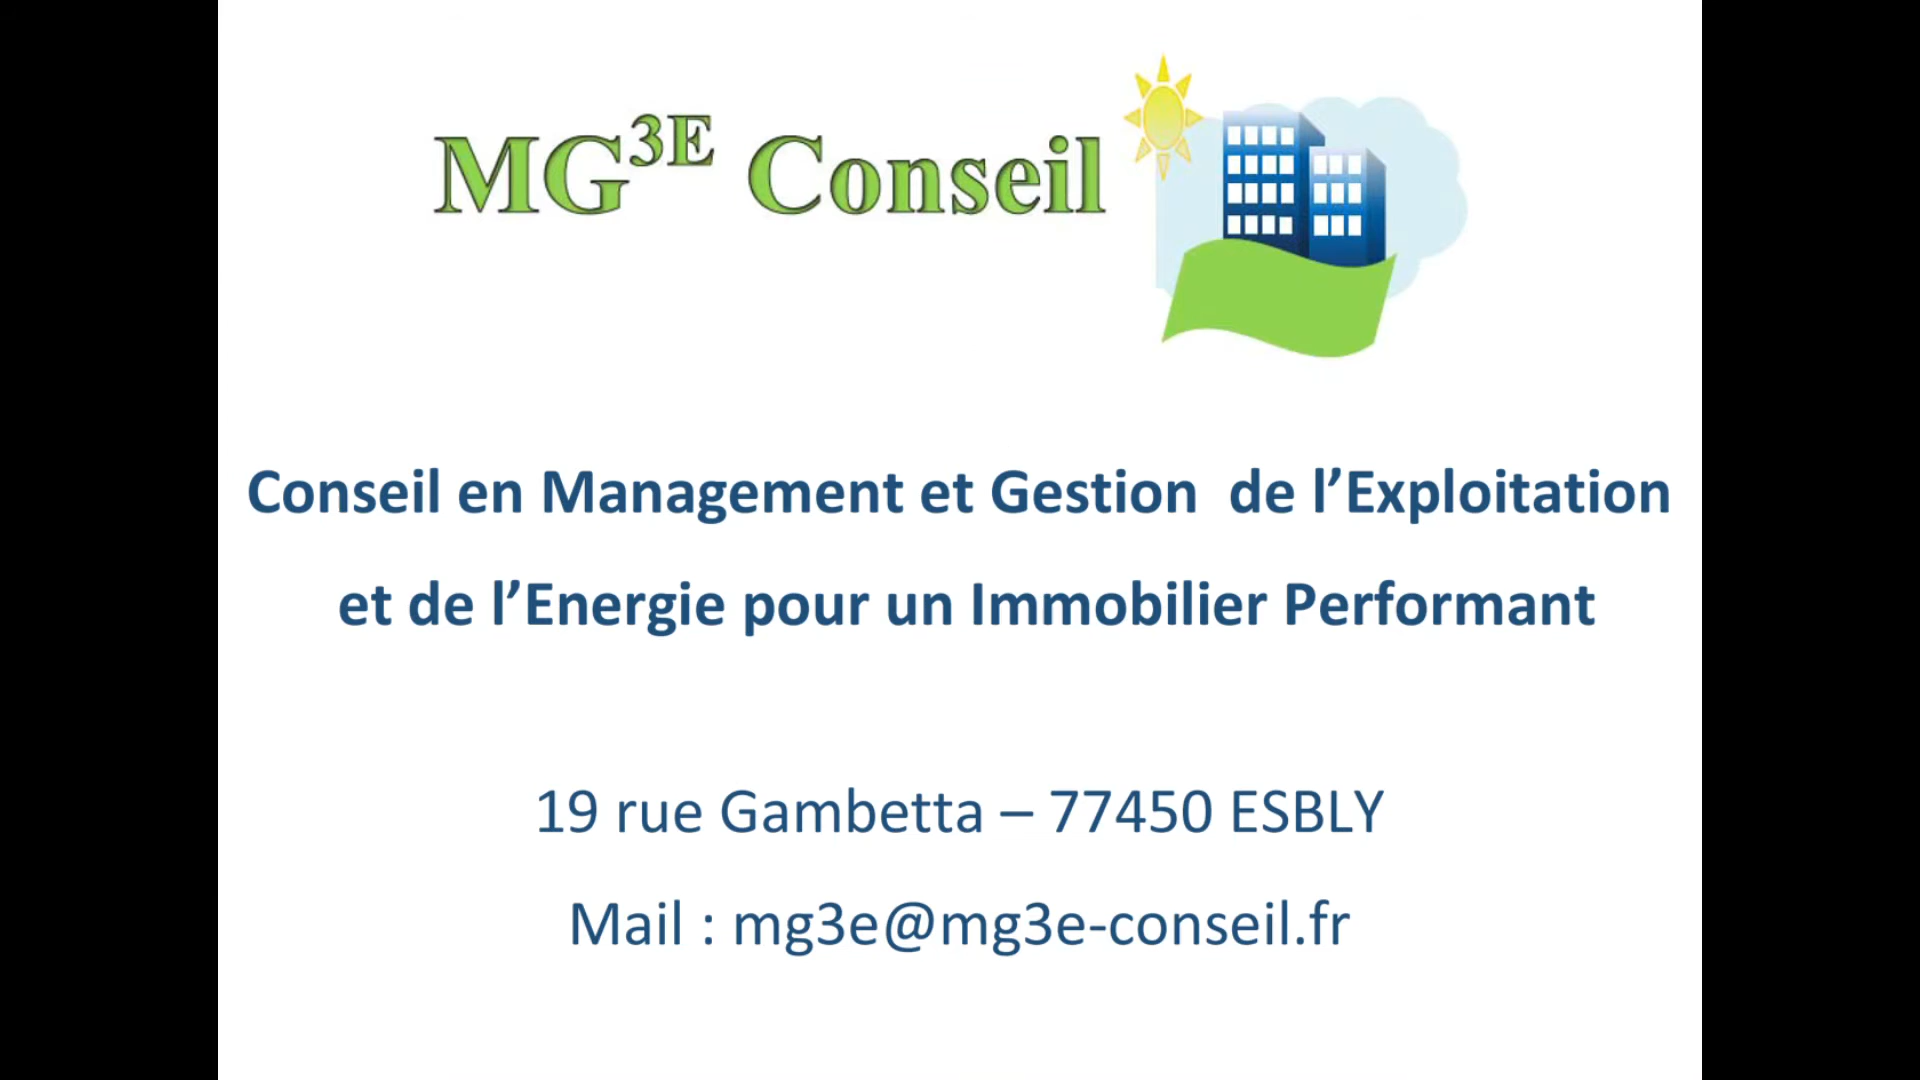 MG3E Conseil
Conseil en Management et Gestion de l’Exploitation
et de l’Energie pour un Immobilier Performant
19 rue Gambetta – 77450 ESBLY
Mail : mg3e@mg3e-conseil.fr